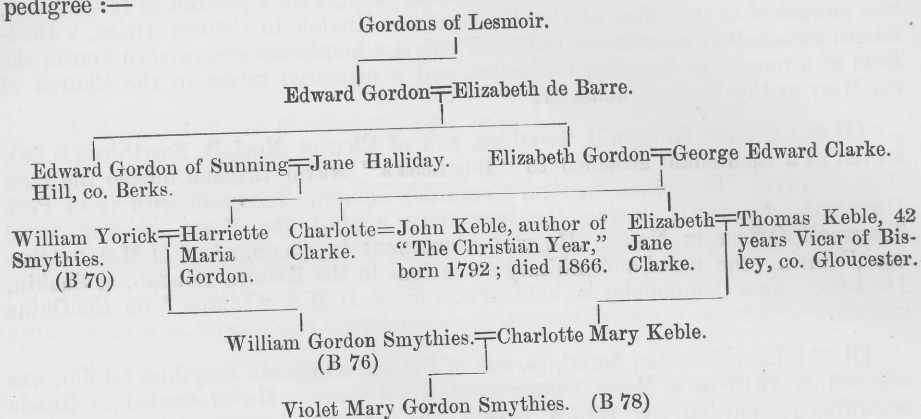 pedigree :—
Gordons of Lesmoir.
Edward Gordon=Elizabeth de Barre.
Edward Gordon of Sunning=Jane Halliday.
Hill, co. Berks.
Elizabeth Gordon=George Edward Clarke.
William Yorick=Harriette
Smythies. Maria
(B 70) Gordon.
Charlotte=John Keble, author of
Clarke. "The Christian Year,"
born 1792 ; died 1866.
Elizabeth=Thomas Keble, 42
Jane years Vicar of Bis-
Clarke. ley, co. Gloucester.
William Gordon Smythies.=Charlotte Mary Keble.
(B 76)
Violet Mary Gordon Smythies. (B 78)